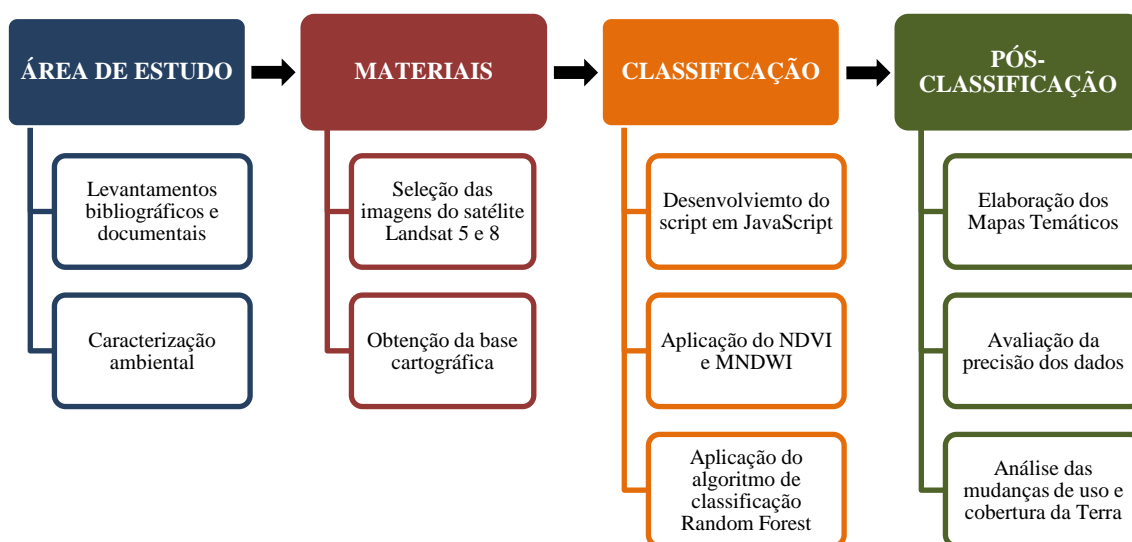 ÁREA DE ESTUDO
Levantamentos
bibliográficos e
documentais
Caracterização
ambiental
MATERIAIS
Seleção das
imagens do satélite
Landsat 5 e 8
Obtenção da base
cartográfica
CLASSIFICAÇÃO
Desenvolviemto do
script em JavaScript
Aplicação do NDVI
e MNDWI
Aplicação do
algoritmo de
classificação
Random Forest
PÓS-
CLASSIFICAÇÃO
Elaboração dos
Mapas Temáticos
Avaliação da
precisão dos dados
Análise das
mudanças de uso e
cobertura da Terra